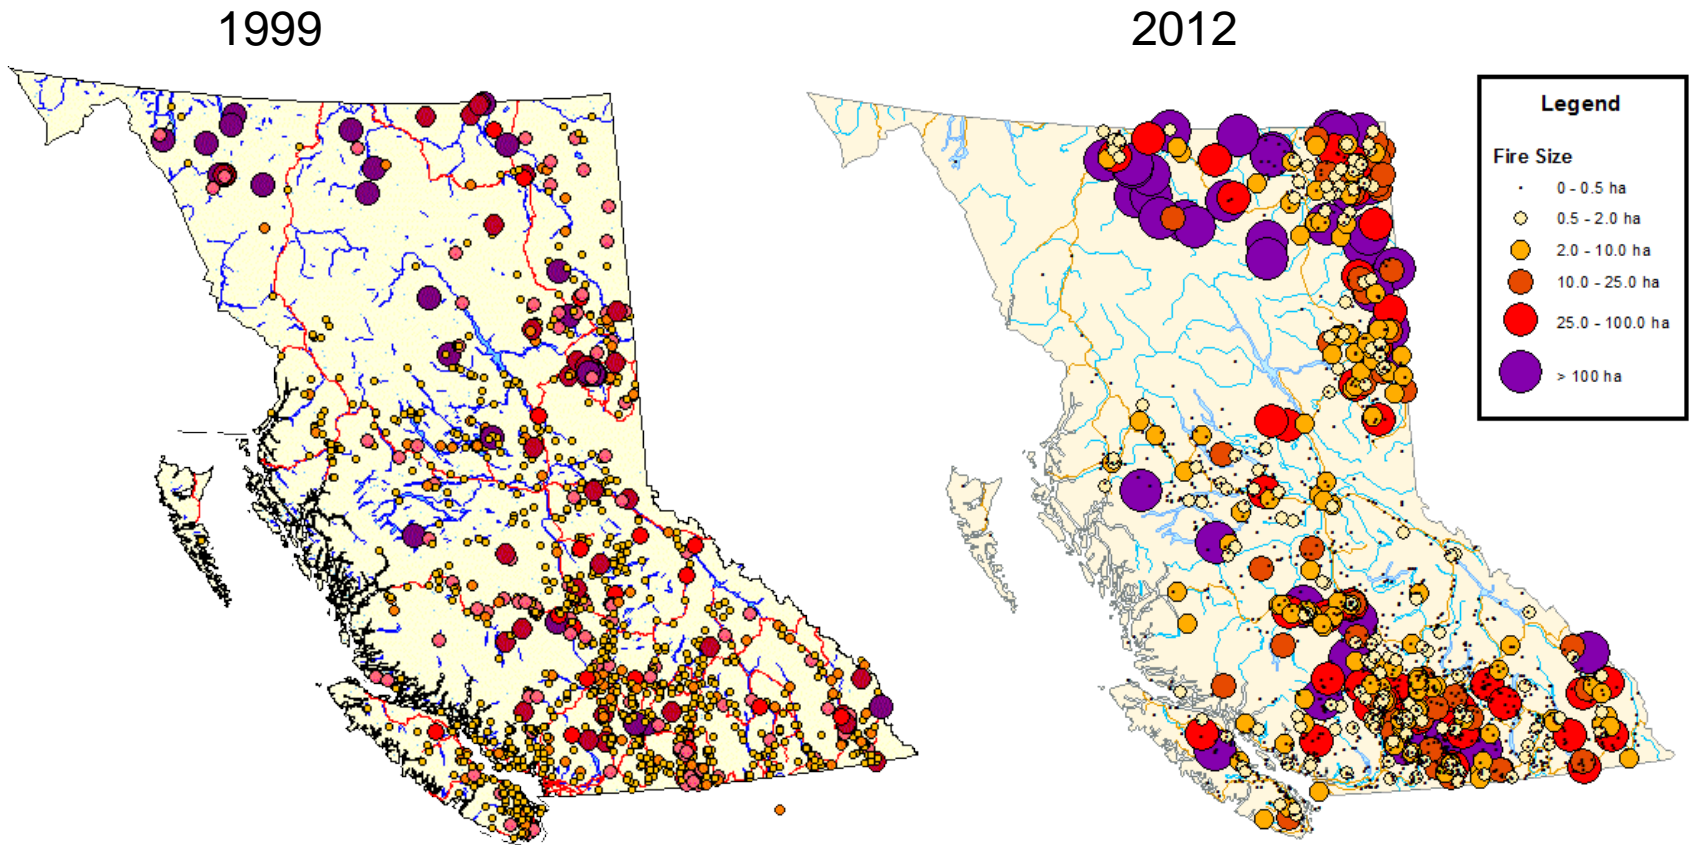 1999
2012
Legend
Fire Size
0 - 0.5 ha
0.5 - 2.0 ha
2.0 - 10.0 ha
10.0 - 25.0 ha
25.0 - 100.0 ha
> 100 ha